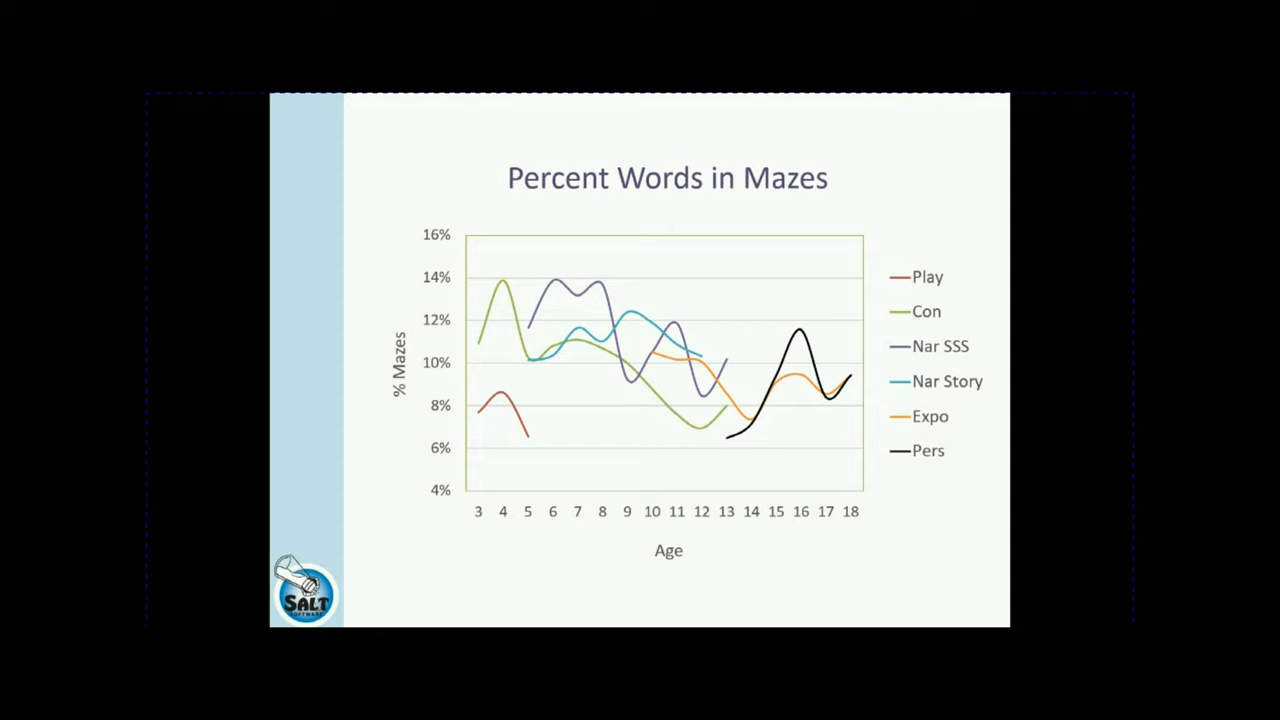 Percent Words in Mazes
16%
14%
12%
10%
8%
6%
4%
% Mazes
3 4 5 6 7 8 9 10 11 12 13 14 15 16 17 18
Age
Play
Con
Nar SSS
Nar Story
Expo
Pers
SALT
SOFTWARE